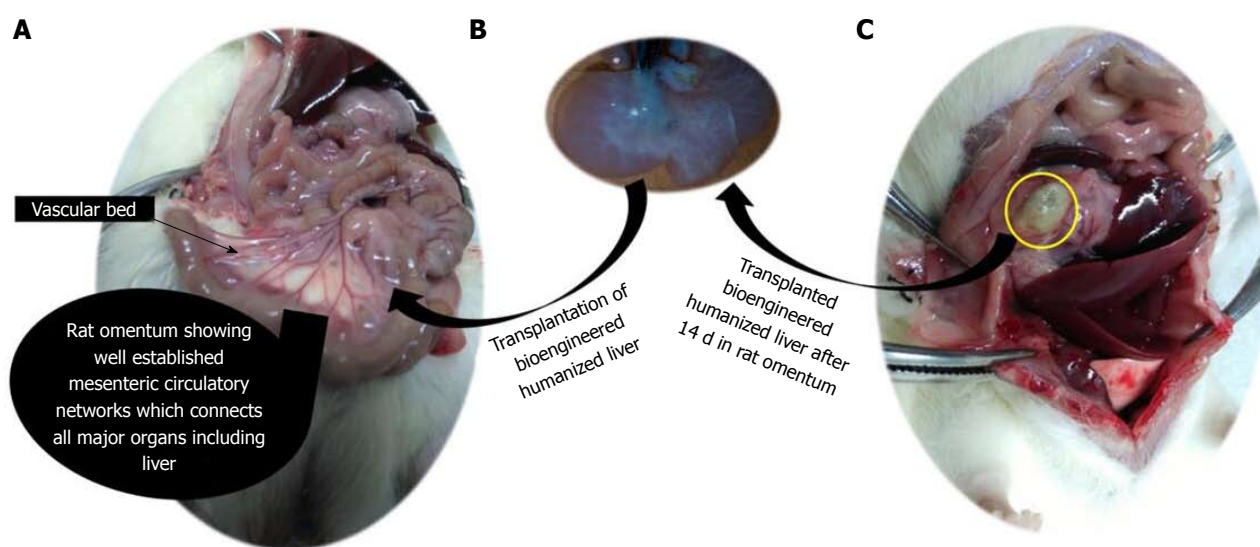 A
B
C
Vascular bed
Rat omentum showing
well established
mesenteric circulatory
networks which connects
all major organs including
liver
Transplantation of
bioengineered
humanized liver
Transplanted
bioengineered
humanized liver after
14 d in rat omentum